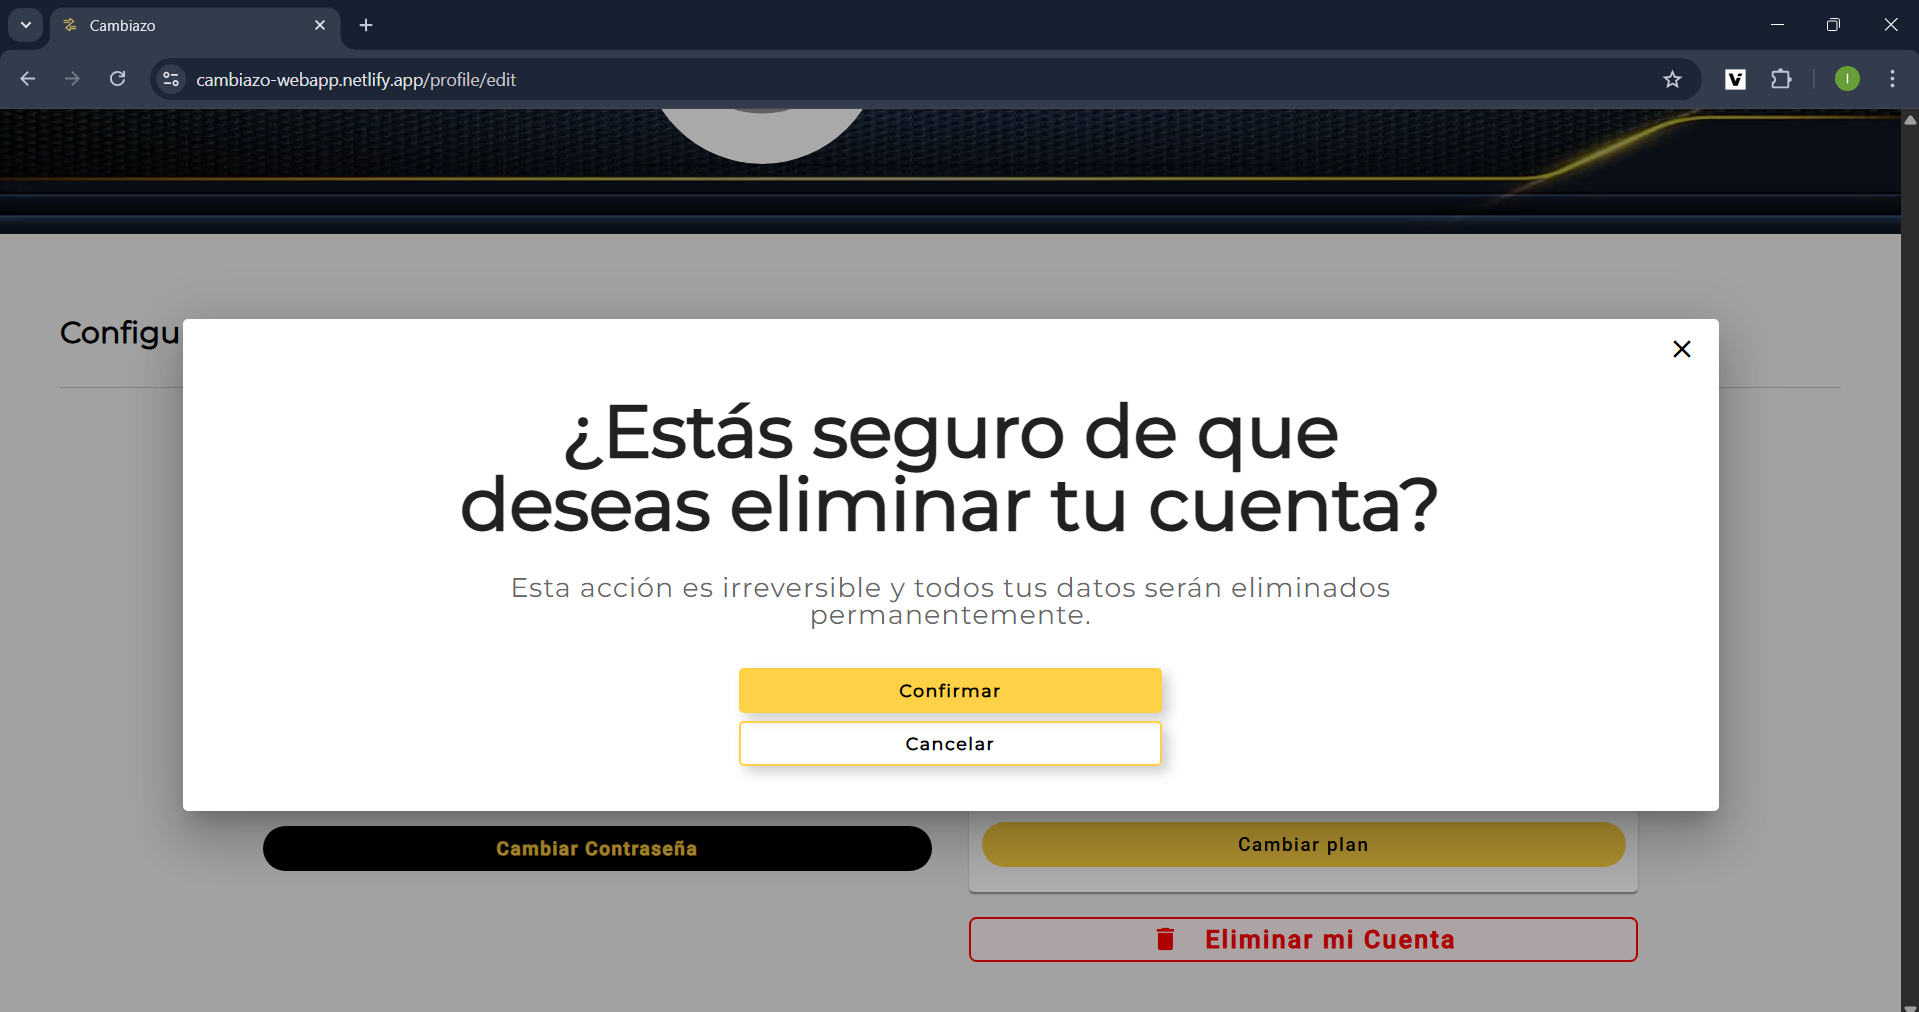 Cambiazo
cambiazo-webapp.netlify.app/profile/edit
I
Configu
¿Estás seguro de que
deseas eliminar tu cuenta?
Esta acción es irreversible y todos tus datos serán eliminados
permanentemente.
Confirmar
Cancelar
Cambiar Contraseña
Cambiar plan
Eliminar mi Cuenta